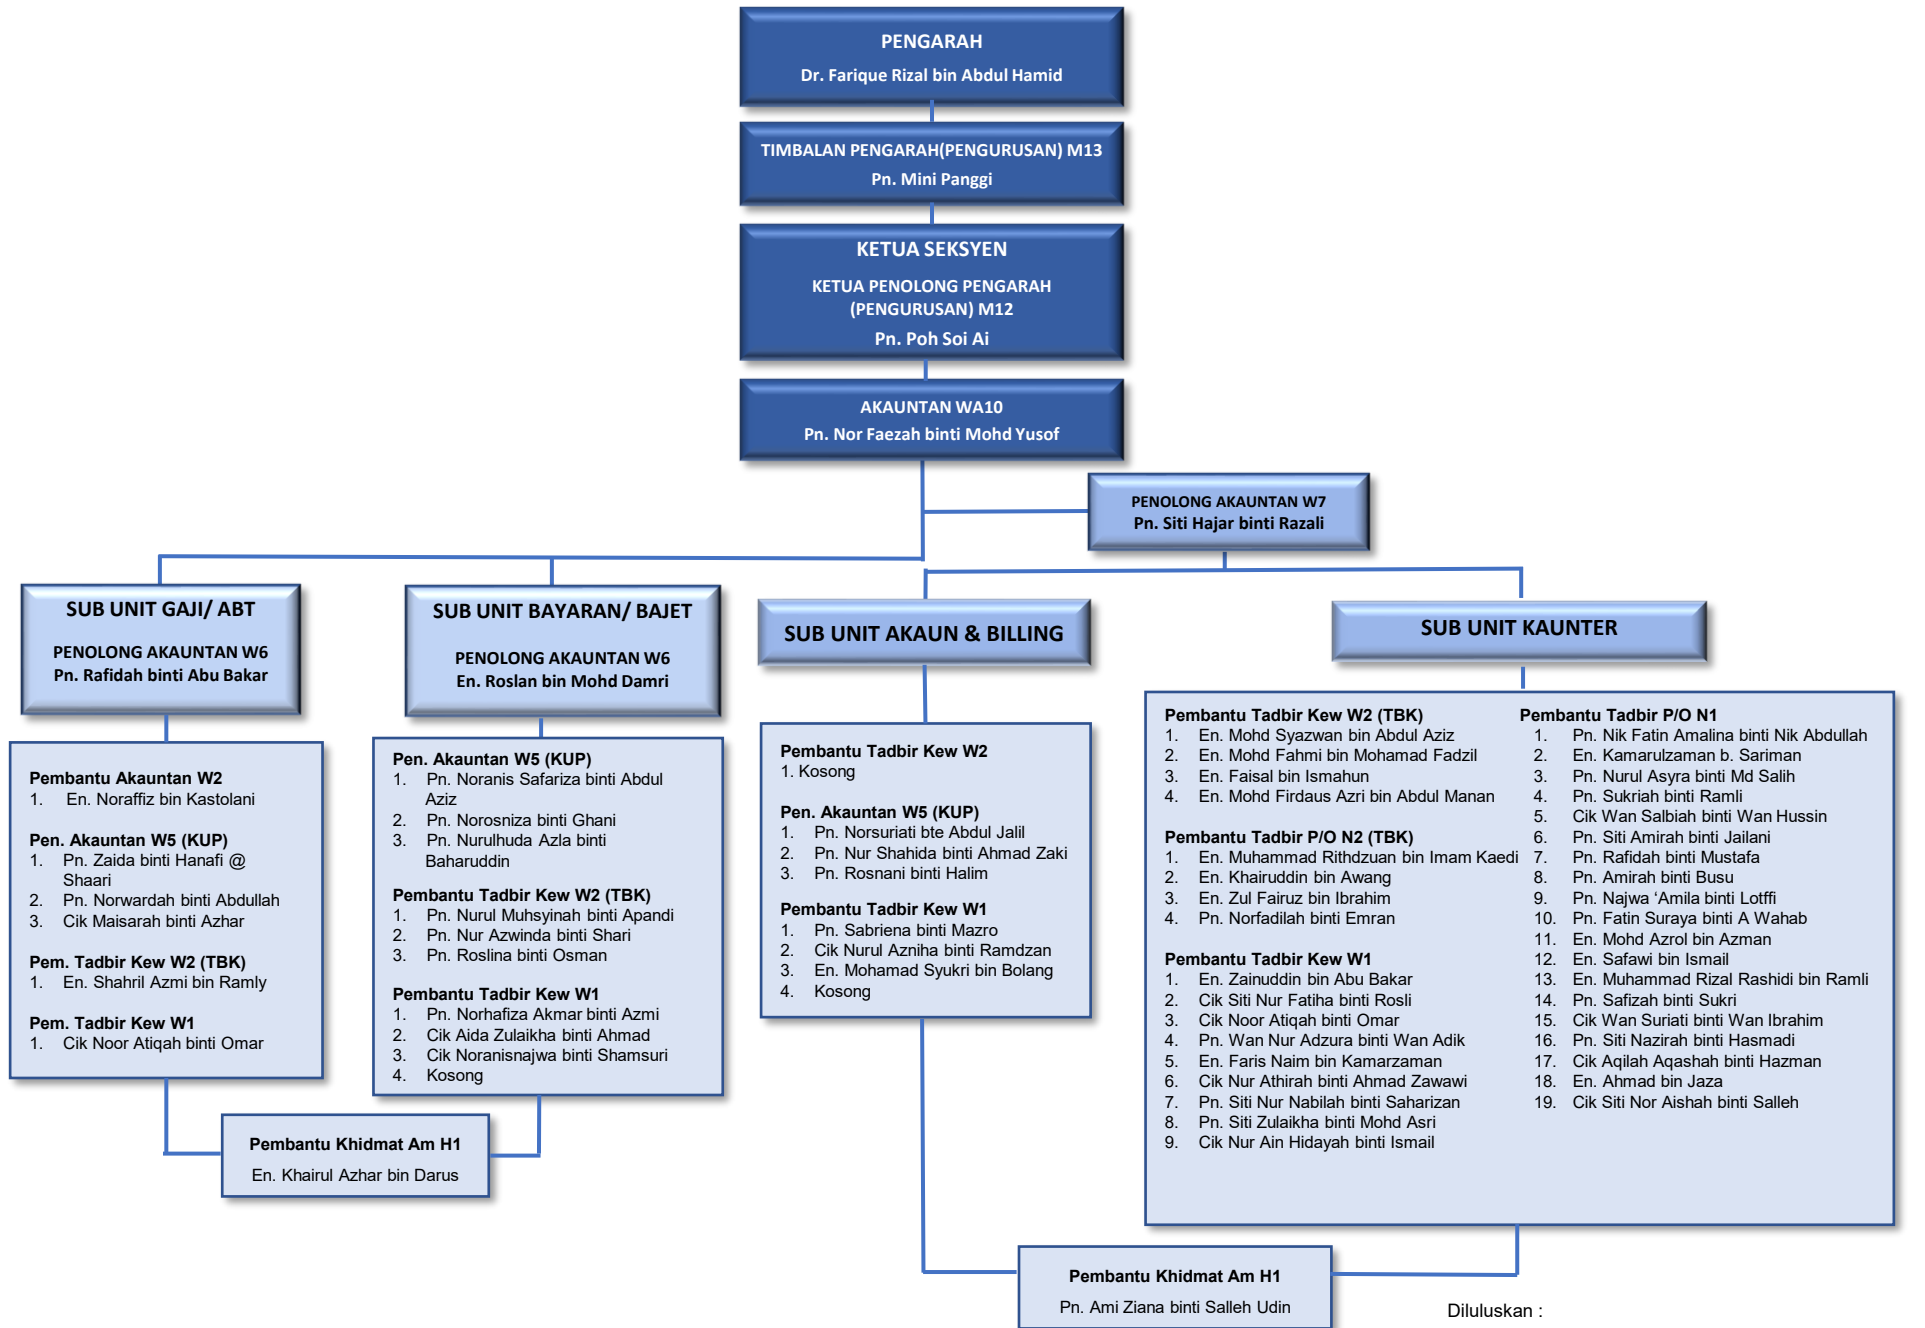 PENGARAH
Dr. Farique Rizal bin Abdul Hamid
TIMBALAN PENGARAH(PENGURUSAN) M13
Pn. Mini Panggi
KETUA SEKSYEN
KETUA PENOLONG PENGARAH
(PENGURUSAN) M12
Pn. Poh Soi Ai
AKAUNTAN WA10
Pn. Nor Faezah binti Mohd Yusof
PENOLONG AKAUNTAN W7
Pn. Siti Hajar binti Razali
SUB UNIT GAJI/ ABT
PENOLONG AKAUNTAN W6
Pn. Rafidah binti Abu Bakar
Pembantu Akauntan W2
1. En. Noraffiz bin Kastolani
Pen. Akauntan W5 (KUP)
1. Pn. Zaida binti Hanafi @
Shaari
2. Pn. Norwardah binti Abdullah
3. Cik Maisarah binti Azhar
Pem. Tadbir Kew W2 (TBK)
1. En. Shahril Azmi bin Ramly
Pem. Tadbir Kew W1
1. Cik Noor Atiqah binti Omar
SUB UNIT BAYARAN/ BAJET
PENOLONG AKAUNTAN W6
En. Roslan bin Mohd Damri
Pen. Akauntan W5 (KUP)
1. Pn. Noranis Safariza binti Abdul
Aziz
2. Pn. Norosniza binti Ghani
3. Pn. Nurulhuda Azla binti
Baharuddin
Pembantu Tadbir Kew W2 (TBK)
1. Pn. Nurul Muhsyinah binti Apandi
2. Pn. Nur Azwinda binti Shari
3. Pn. Roslina binti Osman
Pembantu Tadbir Kew W1
1. Pn. Norhafiza Akmar binti Azmi
2. Cik Aida Zulaikha binti Ahmad
3. Cik Noranisnajwa binti Shamsuri
4. Kosong
Pembantu Khidmat Am H1
En. Khairul Azhar bin Darus
SUB UNIT AKAUN & BILLING
Pembantu Tadbir Kew W2
1. Kosong
Pen. Akauntan W5 (KUP)
1. Pn. Norsuriati bte Abdul Jalil
2. Pn. Nur Shahida binti Ahmad Zaki
3. Pn. Rosnani binti Halim
Pembantu Tadbir Kew W1
1. Pn. Sabriena binti Mazro
2. Cik Nurul Azniha binti Ramdzan
3. En. Mohamad Syukri bin Bolang
4. Kosong
SUB UNIT KAUNTER
Pembantu Tadbir Kew W2 (TBK)
1. En. Mohd Syazwan bin Abdul Aziz
2. En. Mohd Fahmi bin Mohamad Fadzil
3. En. Faisal bin Ismahun
4. En. Mohd Firdaus Azri bin Abdul Manan
Pembantu Tadbir P/O N2 (TBK)
1. En. Muhammad Rithdzuan bin Imam Kaedi
2. En. Khairuddin bin Awang
3. En. Zul Fairuz bin Ibrahim
4. Pn. Norfadilah binti Emran
Pembantu Tadbir Kew W1
1. En. Zainuddin bin Abu Bakar
2. Cik Siti Nur Fatiha binti Rosli
3. Cik Noor Atiqah binti Omar
4. Pn. Wan Nur Adzura binti Wan Adik
5. En. Faris Naim bin Kamarzaman
6. Cik Nur Athirah binti Ahmad Zawawi
7. Pn. Siti Nur Nabilah binti Saharizan
8. Pn. Siti Zulaikha binti Mohd Asri
9. Cik Nur Ain Hidayah binti Ismail
Pembantu Tadbir P/O N1
1. Pn. Nik Fatin Amalina binti Nik Abdullah
2. En. Kamarulzaman b. Sariman
3. Pn. Nurul Asyra binti Md Salih
4. Pn. Sukriah binti Ramli
5. Cik Wan Salbiah binti Wan Hussin
6. Pn. Siti Amirah binti Jailani
7. Pn. Rafidah binti Mustafa
8. Pn. Amirah binti Busu
9. Pn. Najwa ‘Amila binti Lotffi
10. Pn. Fatin Suraya binti A Wahab
11. En. Mohd Azrol bin Azman
12. En. Safawi bin Ismail
13. En. Muhammad Rizal Rashidi bin Ramli
14. Pn. Safizah binti Sukri
15. Cik Wan Suriati binti Wan Ibrahim
16. Pn. Siti Nazirah binti Hasmadi
17. Cik Aqilah Aqashah binti Hazman
18. En. Ahmad bin Jaza
19. Cik Siti Nor Aishah binti Salleh
Pembantu Khidmat Am H1
Pn. Ami Ziana binti Salleh Udin
Diluluskan :